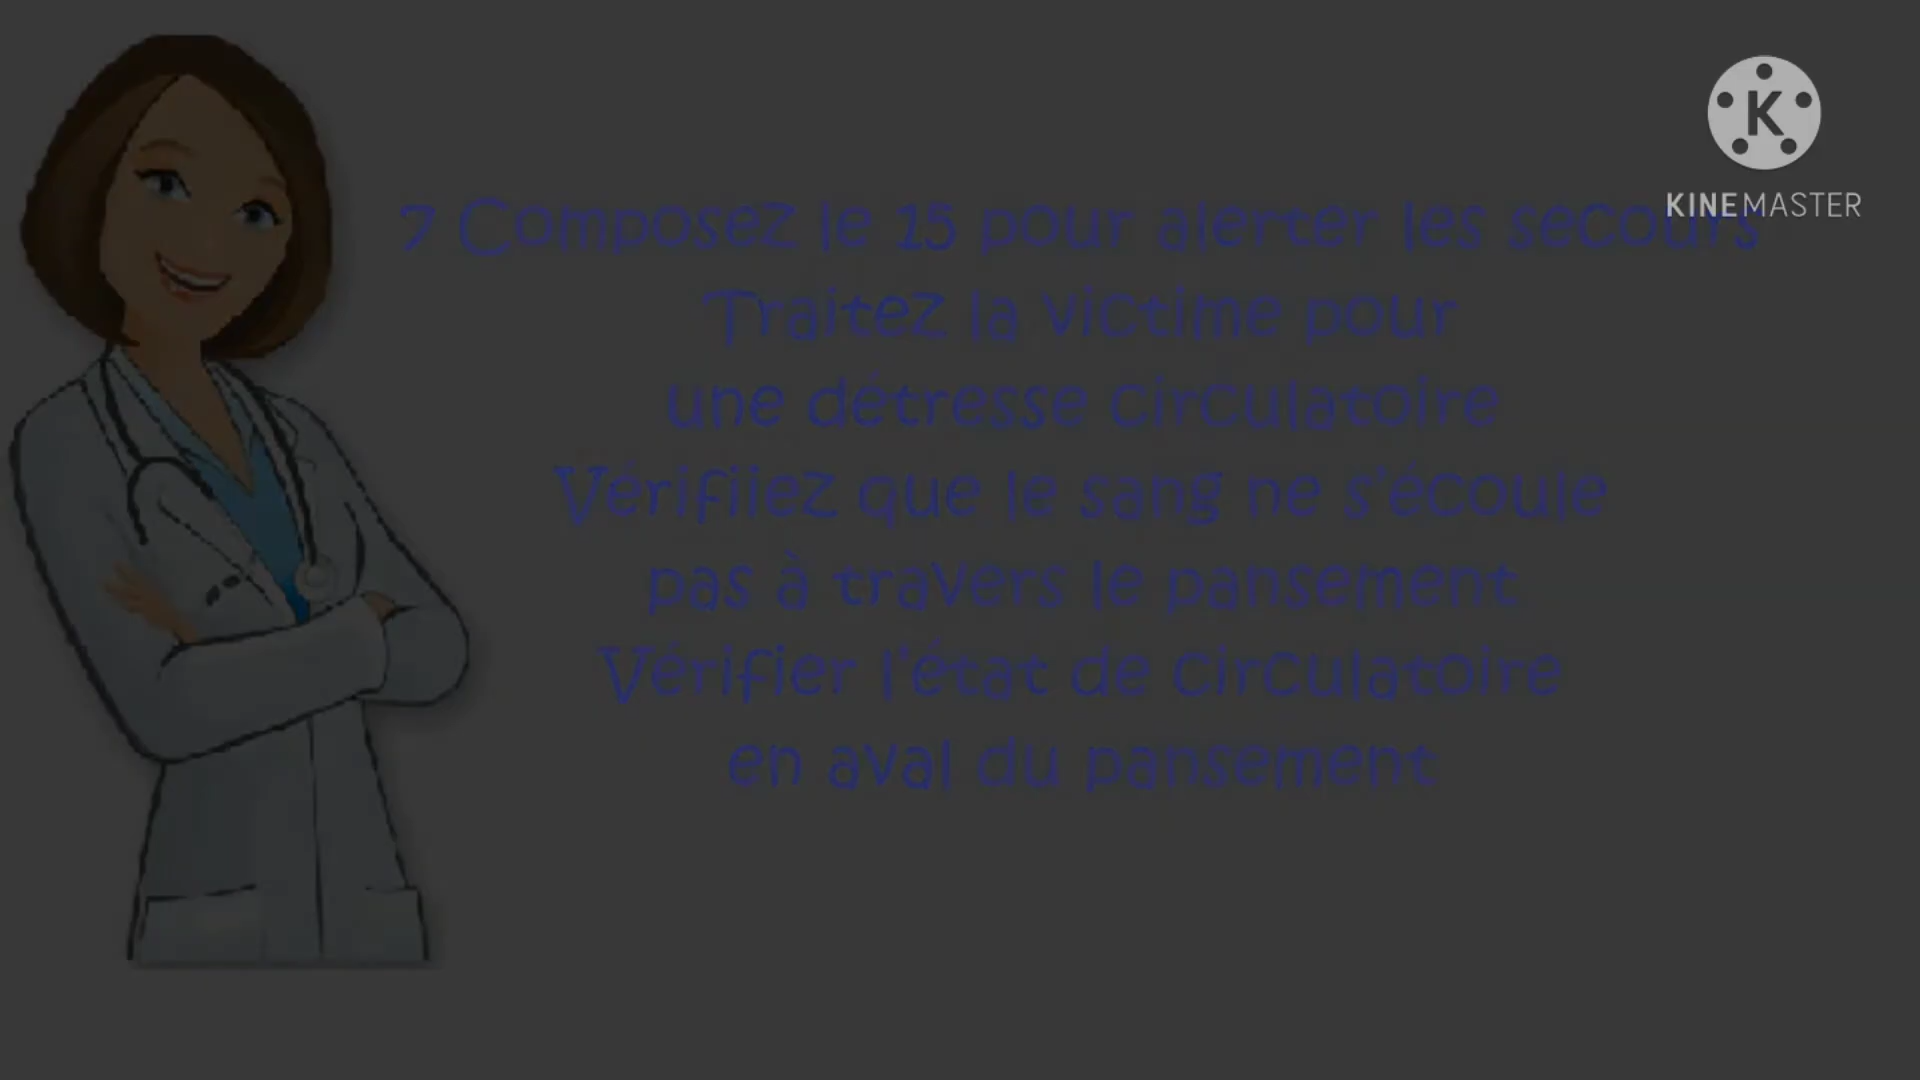 K
KINEMASTER
7 Composez le 15 pour alerter les secours
Traitez la victime pour
une détresse circulatoire
Vérifiiez que le sang ne s'écoule
pas à travers le pansement
Vérifier l'état de circulatoire
en aval du pansement